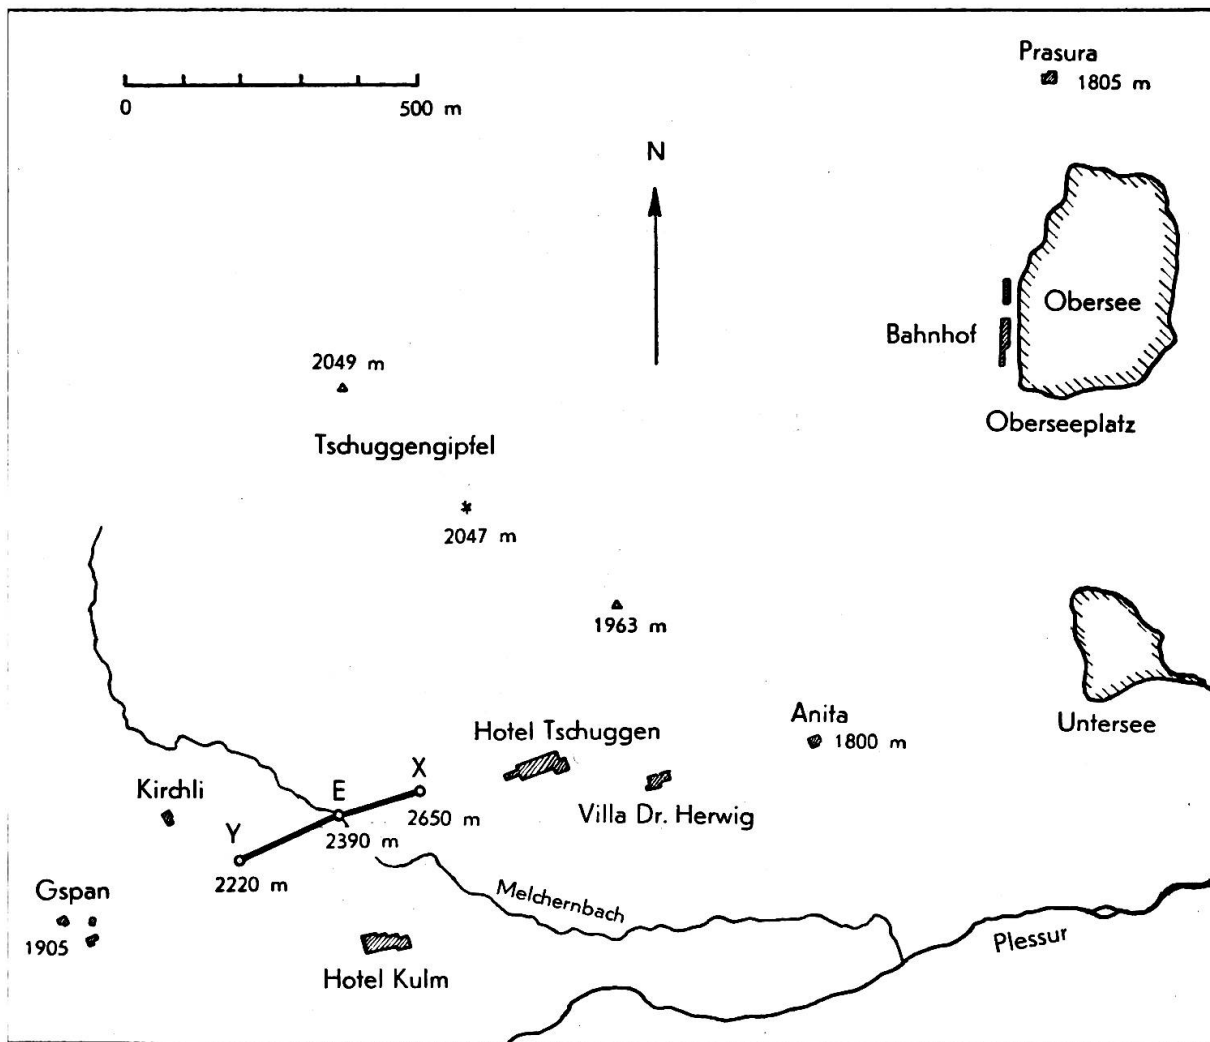 Prasura
1805 m
0
500 m
N
Obersee
Bahnhof
2049 m
Oberseeplatz
Tschuggengipfel
2047 m
1963 m
Anita
1800 m
Untersee
Hotel Tschuggen
X
Kirchli
E
Villa Dr. Herwig
2650 m
Y
2390 m
2220 m
Gspan
Melchernbach
1905
Plessur
Hotel Kulm